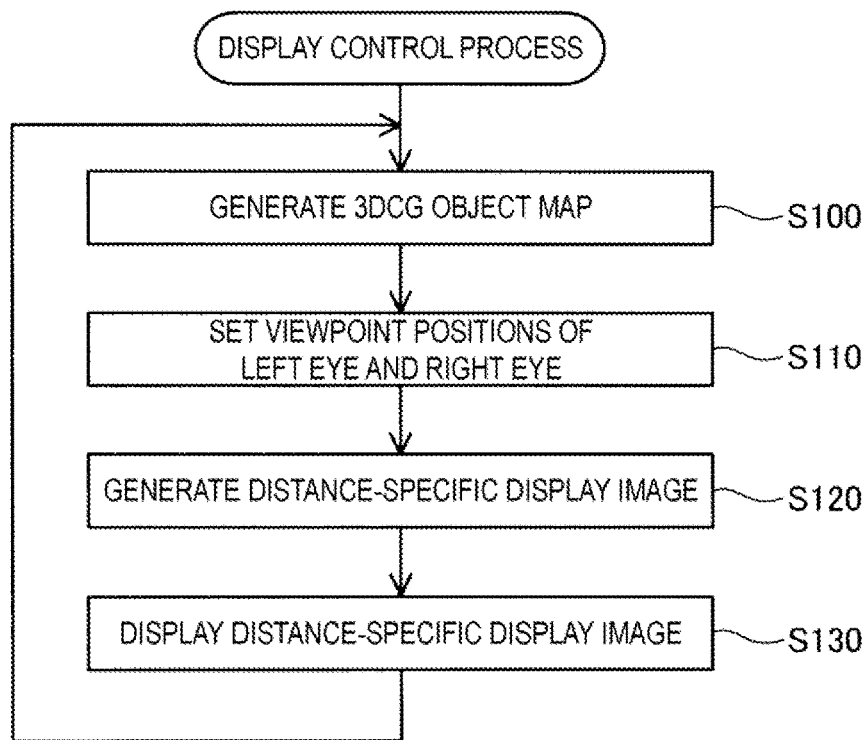 DISPLAY CONTROL PROCESS
GENERATE 3DCG OBJECT MAP
S100
SET VIEWPOINT POSITIONS OF
LEFT EYE AND RIGHT EYE
S110
GENERATE DISTANCE-SPECIFIC DISPLAY IMAGE
S120
DISPLAY DISTANCE-SPECIFIC DISPLAY IMAGE
S130